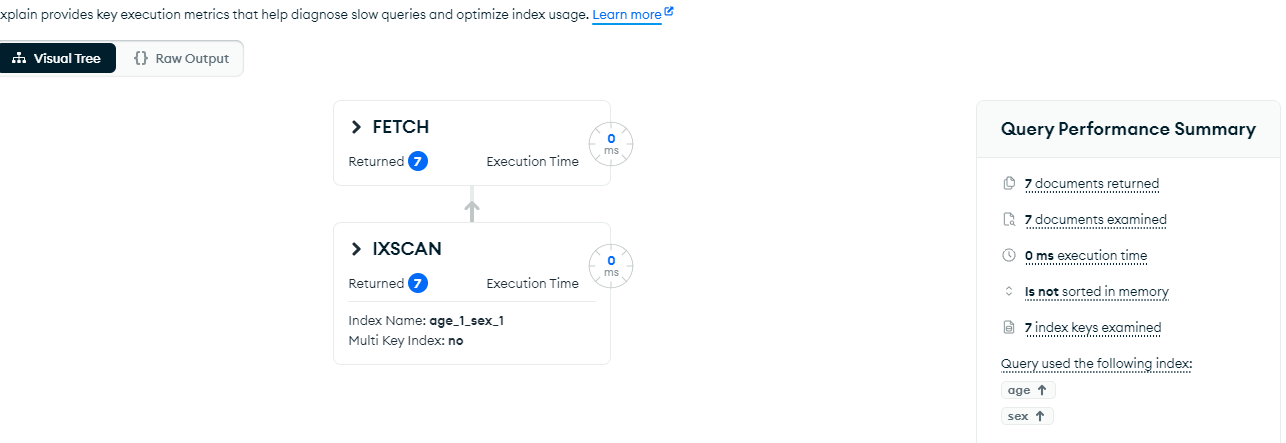 xplain provides key execution metrics that help diagnose slow queries and optimize index usage. Learn more
Visual Tree
{} Raw Output
FETCH
Returned 7 Execution Time
0
ms
IXSCAN
Returned 7 Execution Time
0
ms
Index Name: age_1_sex_1
Multi Key Index: no
Query Performance Summary
7 documents returned
7 documents examined
0 ms execution time
Is not sorted in memory
7 index keys examined
Query used the following index:
age ↑
sex ↑